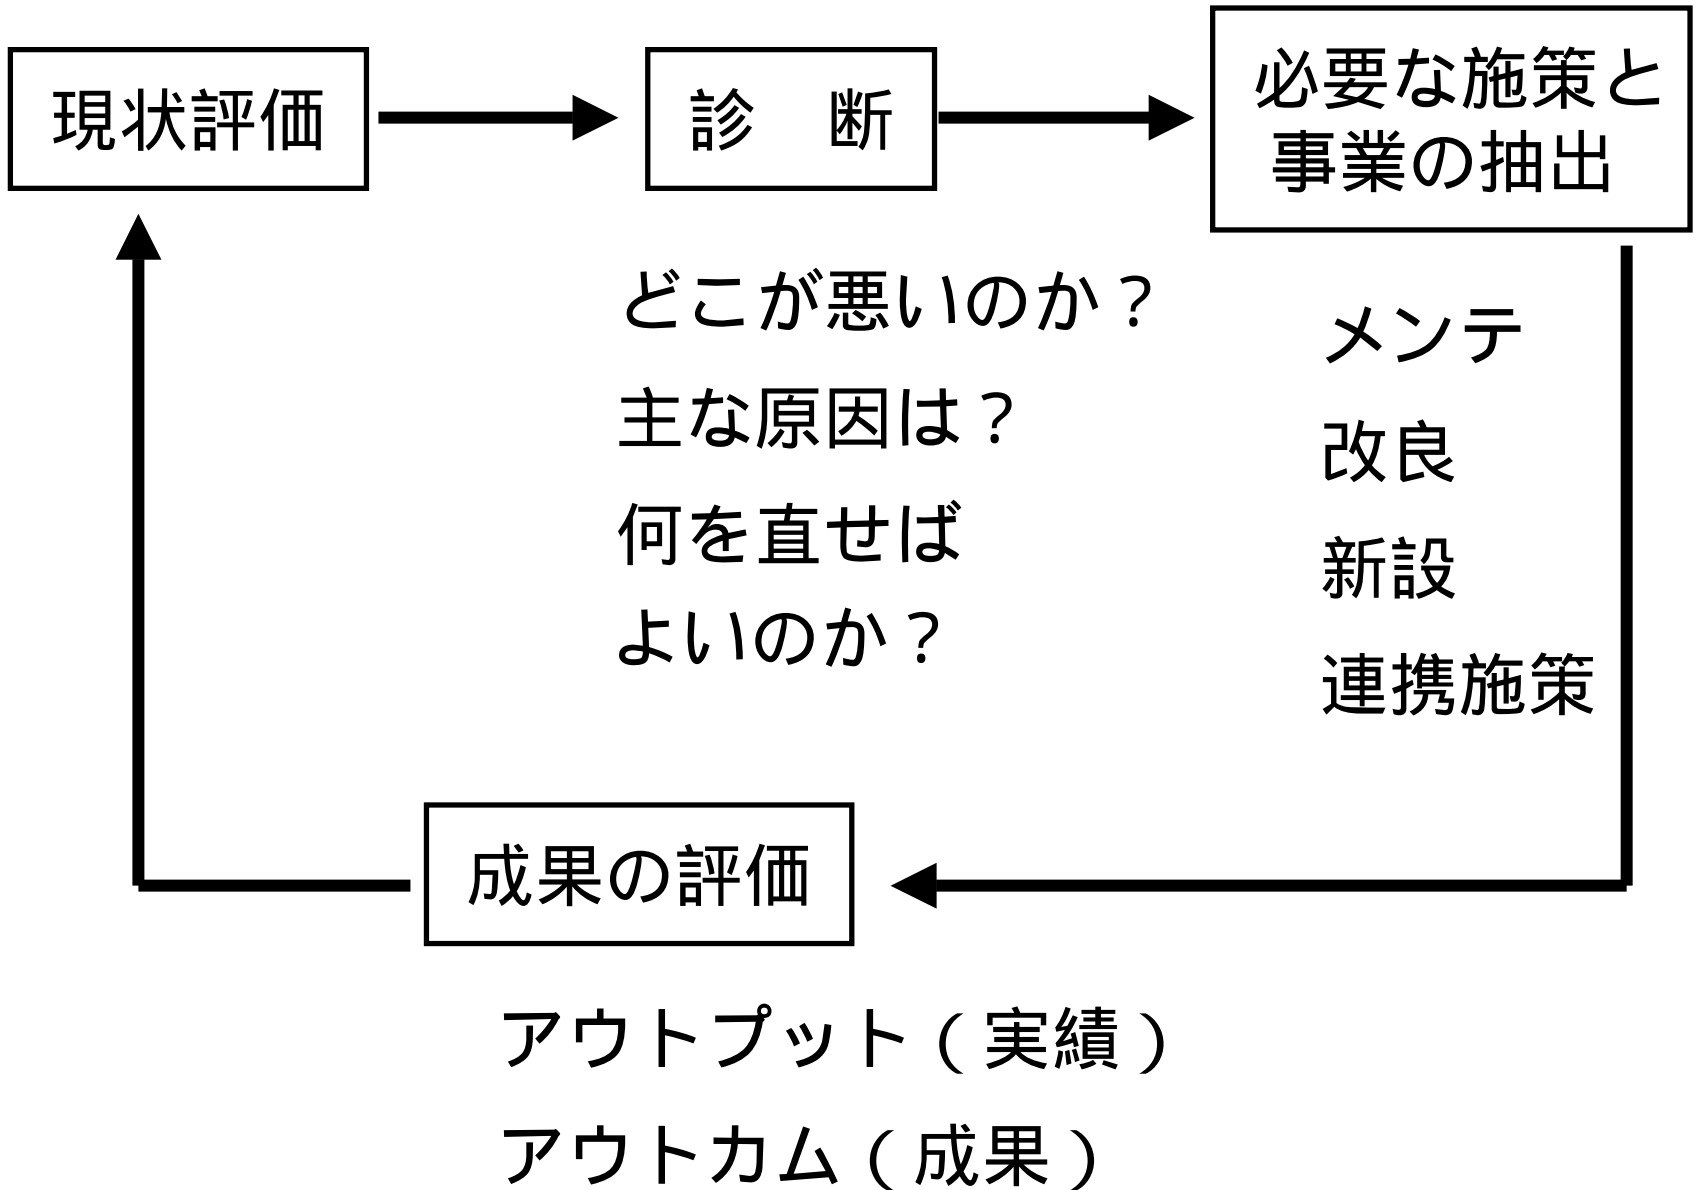 現状評価
診　断
必要な施策と
事業の抽出
どこが悪いのか？
主な原因は？
何を直せば
よいのか？
メンテ
改良
新設
連携施策
成果の評価
アウトプット（実績）
アウトカム（成果）